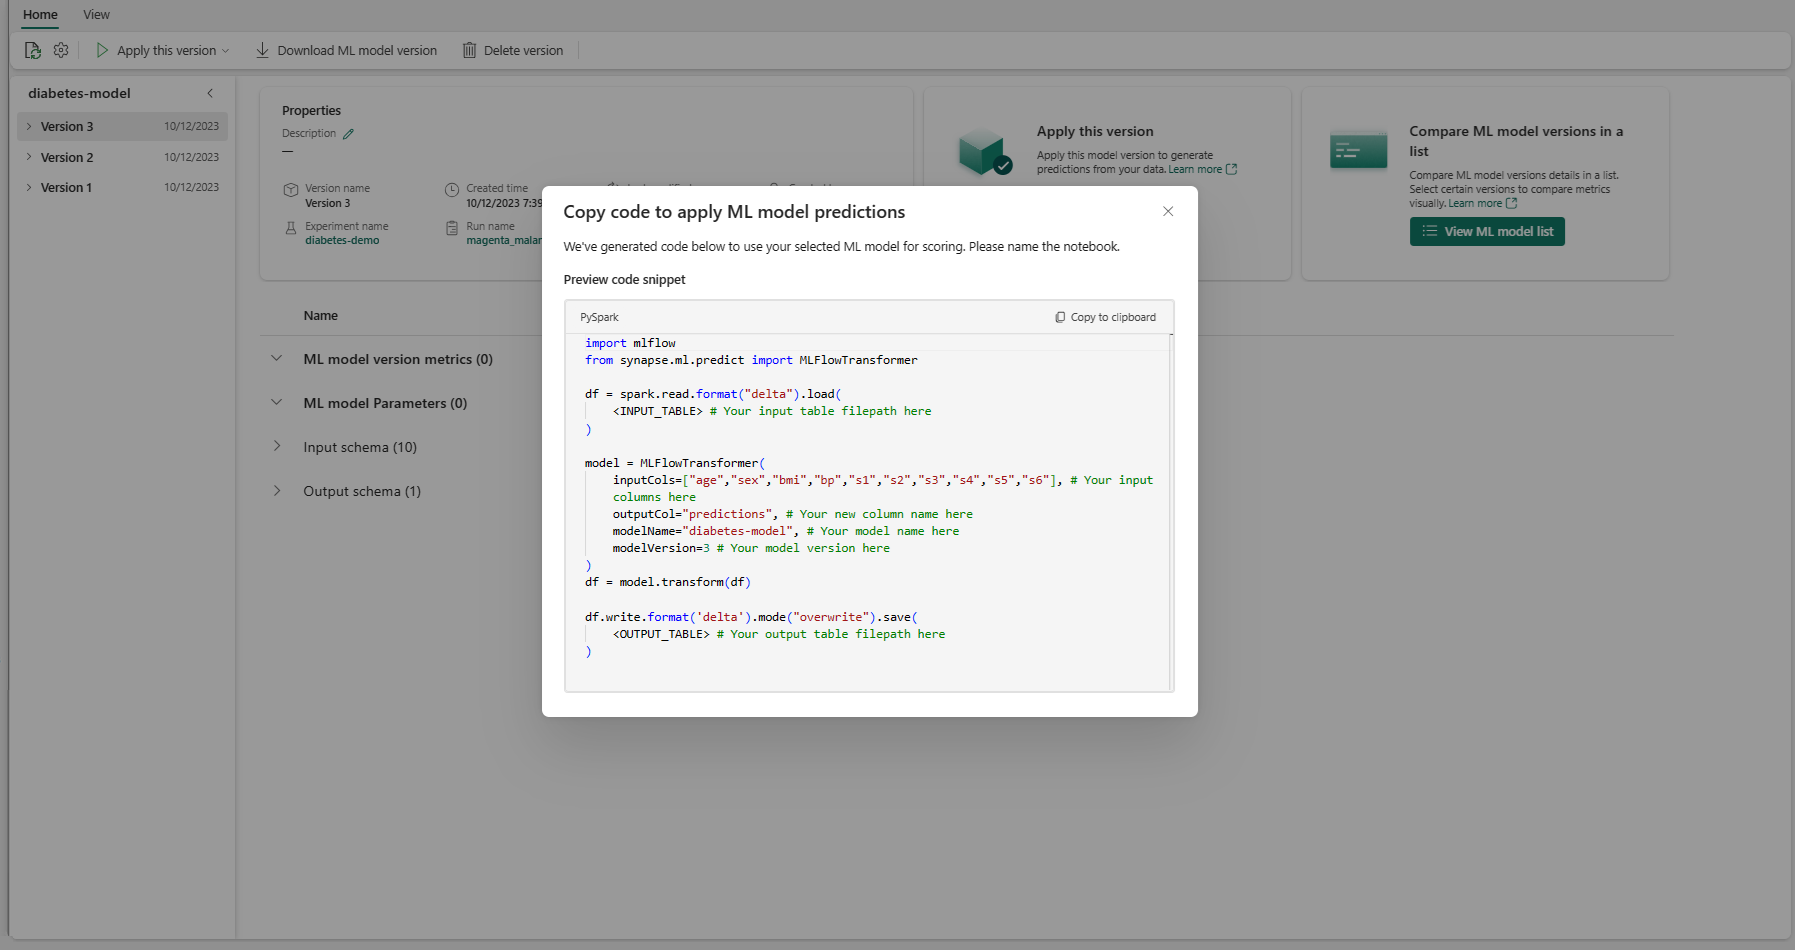 Home View
Apply this version Download ML model version Delete version
diabetes-model
Version 3 10/12/2023
Version 2 10/12/2023
Version 1 10/12/2023
Properties
Description
—
Version name
Version 3
Created time
10/12/2023 7:39
Experiment name
diabetes-demo
Run name
Apply this version
Apply this model version to generate
predictions from your data. Learn more
Compare ML model versions in a
list
Compare ML model versions details in a list.
Select certain versions to compare metrics
visually. Learn more
View ML model list
Name
ML model version metrics (0)
ML model Parameters (0)
Input schema (10)
Output schema (1)
Copy code to apply ML model predictions
We've generated code below to use your selected ML model for scoring. Please name the notebook.
Preview code snippet
PySpark Copy to clipboard
import mlflow
from synapse.ml.predict import MLFlowTransformer
df = spark.read.format("delta").load(
<INPUT_TABLE> # Your input table filepath here
)
model = MLFlowTransformer(
inputCols=["age","sex","bmi","bp","s1","s2","s3","s4","s5","s6"], # Your input
columns here
outputCol="predictions", # Your new column name here
modelName="diabetes-model", # Your model name here
modelVersion=3 # Your model version here
)
df = model.transform(df)
df.write.format('delta').mode("overwrite").save(
<OUTPUT_TABLE> # Your output table filepath here
)